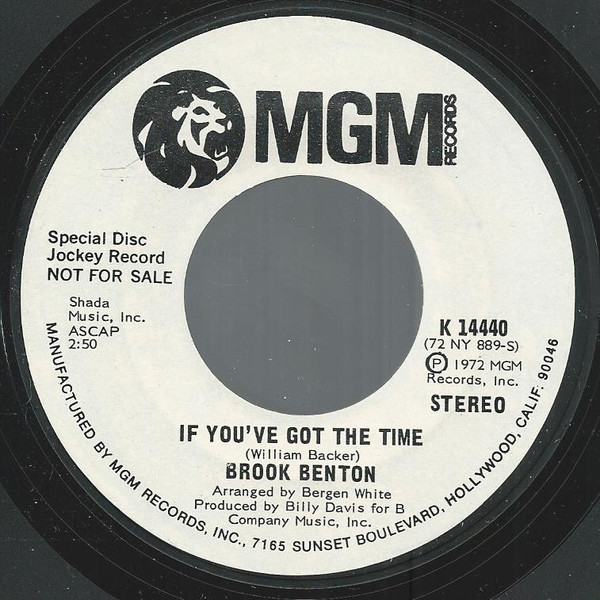 MGM RECORDS
Special Disc
Jockey Record
NOT FOR SALE
Shada
Music, Inc.
ASCAP
2:50
K 14440
(72 NY 889-S)
Ⓟ 1972 MGM
Records, Inc.
STEREO
IF YOU'VE GOT THE TIME
(William Backer)
BROOK BENTON
Arranged by Bergen White
Produced by Billy Davis for B
Company Music, Inc.
MANUFACTURED BY MGM RECORDS, INC., 7165 SUNSET BOULEVARD, HOLLYWOOD, CALIF. 90046